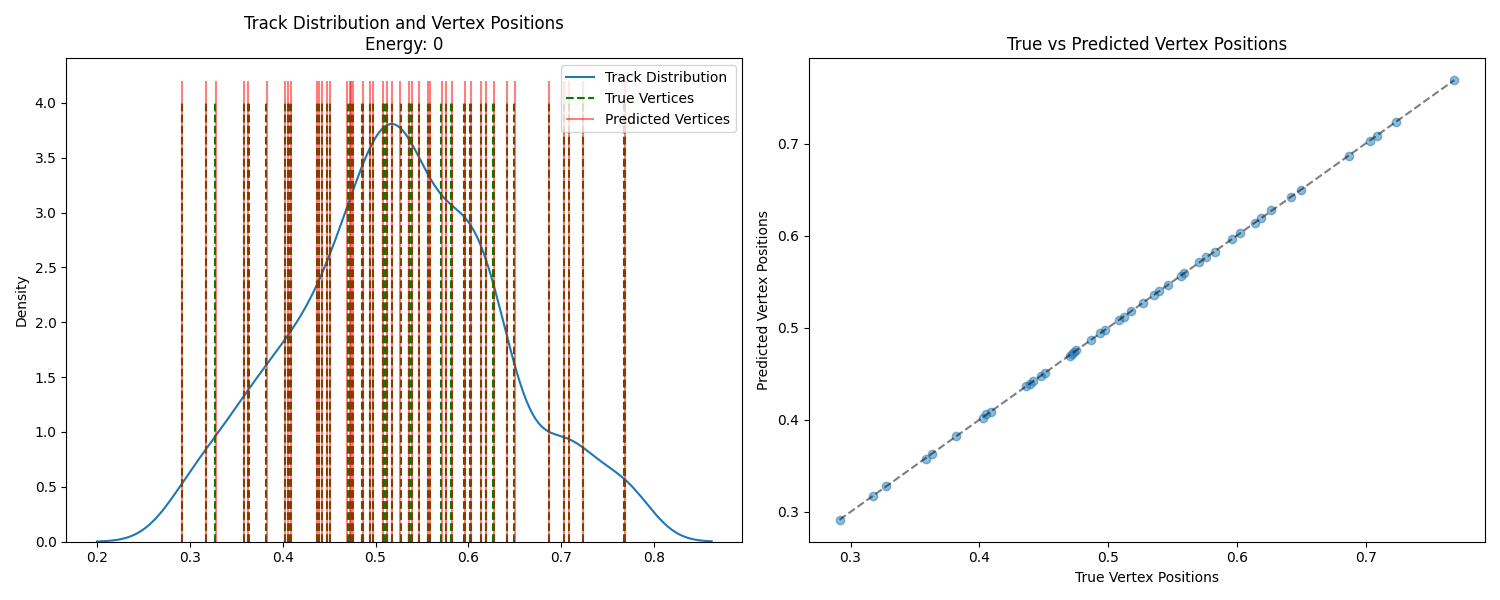 Track Distribution and Vertex Positions
Energy: 0
Track Distribution
True Vertices
Predicted Vertices
Density
4.0
3.5
3.0
2.5
2.0
1.5
1.0
0.5
0.0
0.2 0.3 0.4 0.5 0.6 0.7 0.8
True vs Predicted Vertex Positions
Predicted Vertex Positions
0.7
0.6
0.5
0.4
0.3
0.3 0.4 0.5 0.6 0.7
True Vertex Positions